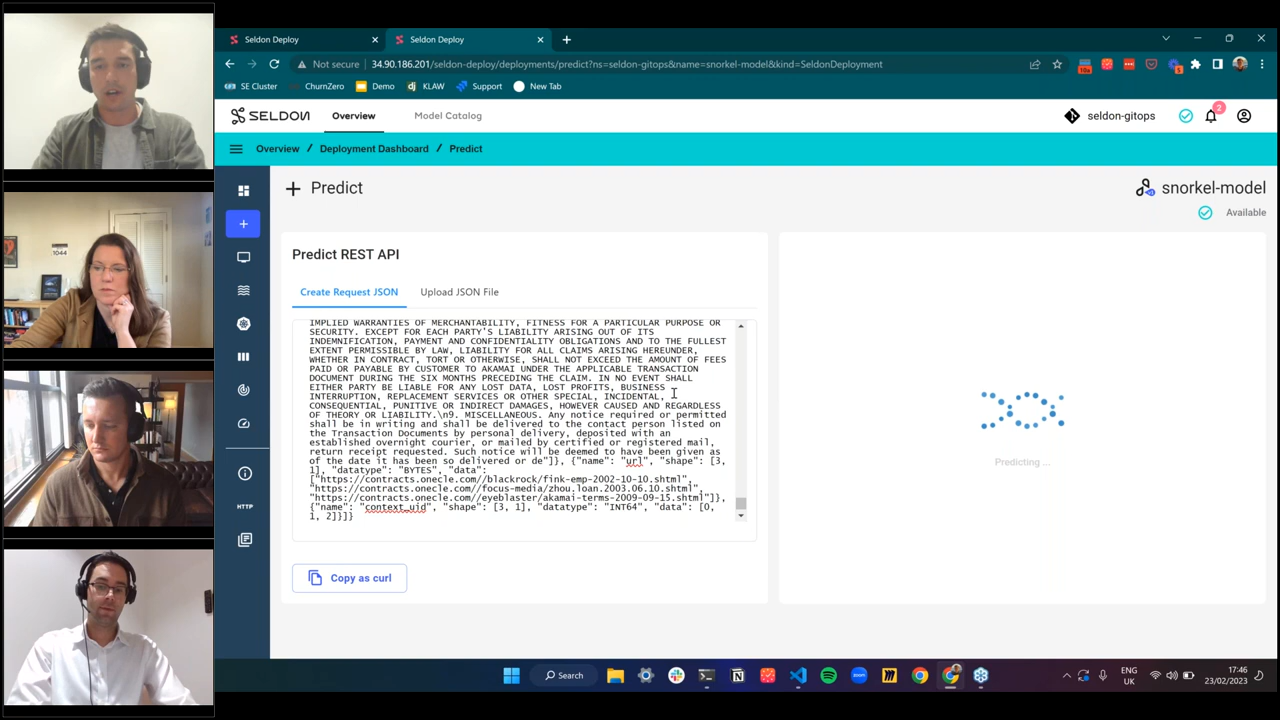 Seldon Deploy
Seldon Deploy
Not secure
34.90.186.201/seldon-deploy/deployments/predict?ns=seldon-gitops&name=snorkel-model&kind=SeldonDeployment
SE Cluster
ChurnZero
Demo
KLAW
Support
New Tab
SELDON
Overview
Model Catalog
seldon-gitops
2
Overview / Deployment Dashboard / Predict
Predict
snorkel-model
Available
Predict REST API
Create Request JSON
Upload JSON File
IMPLIED WARRANTIES OF MERCHANTABILITY, FITNESS FOR A PARTICULAR PURPOSE OR
SECURITY. EXCEPT FOR EACH PARTY'S LIABILITY ARISING OUT OF ITS
INDEMNIFICATION, PAYMENT AND CONFIDENTIALITY OBLIGATIONS AND TO THE FULLEST
EXTENT PERMISSIBLE BY LAW, LIABILITY FOR ALL CLAIMS ARISING HEREUNDER,
WHETHER IN CONTRACT, TORT OR OTHERWISE, SHALL NOT EXCEED THE AMOUNT OF FEES
PAID OR PAYABLE BY CUSTOMER TO AKAMAI UNDER THE APPLICABLE TRANSACTION
DOCUMENT DURING THE SIX MONTHS PRECEDING THE CLAIM. IN NO EVENT SHALL
EITHER PARTY BE LIABLE FOR ANY LOST DATA, LOST PROFITS, BUSINESS
INTERRUPTION, REPLACEMENT SERVICES OR OTHER SPECIAL, INCIDENTAL,
CONSEQUENTIAL, PUNITIVE OR INDIRECT DAMAGES, HOWEVER CAUSED AND REGARDLESS
OF THEORY OR LIABILITY.\n9. MISCELLANEOUS. Any notice required or permitted
shall be in writing and shall be delivered to the contact person listed on
the Transaction Documents by personal delivery, deposited with an
established overnight courier, or mailed by certified or registered mail,
return receipt requested. Such notice will be deemed to have been given as
of the date it has been so delivered or de"]}, {"name": "url", "shape": [3,
1], "datatype": "BYTES", "data":
["https://contracts.onecle.com//blackrock/fink-emp-2002-10-10.shtml",
"https://contracts.onecle.com//focus-media/zhou.loan.2003.06.10.shtml",
"https://contracts.onecle.com//eyeblaster/akamai-terms-2009-09-15.shtml"]},
{"name": "context_uid", "shape": [3, 1], "datatype": "INT64", "data": [0,
1, 2]}]}
Predicting ...
Copy as curl
HTTP
1044
Search
ENG
UK
17:46
23/02/2023